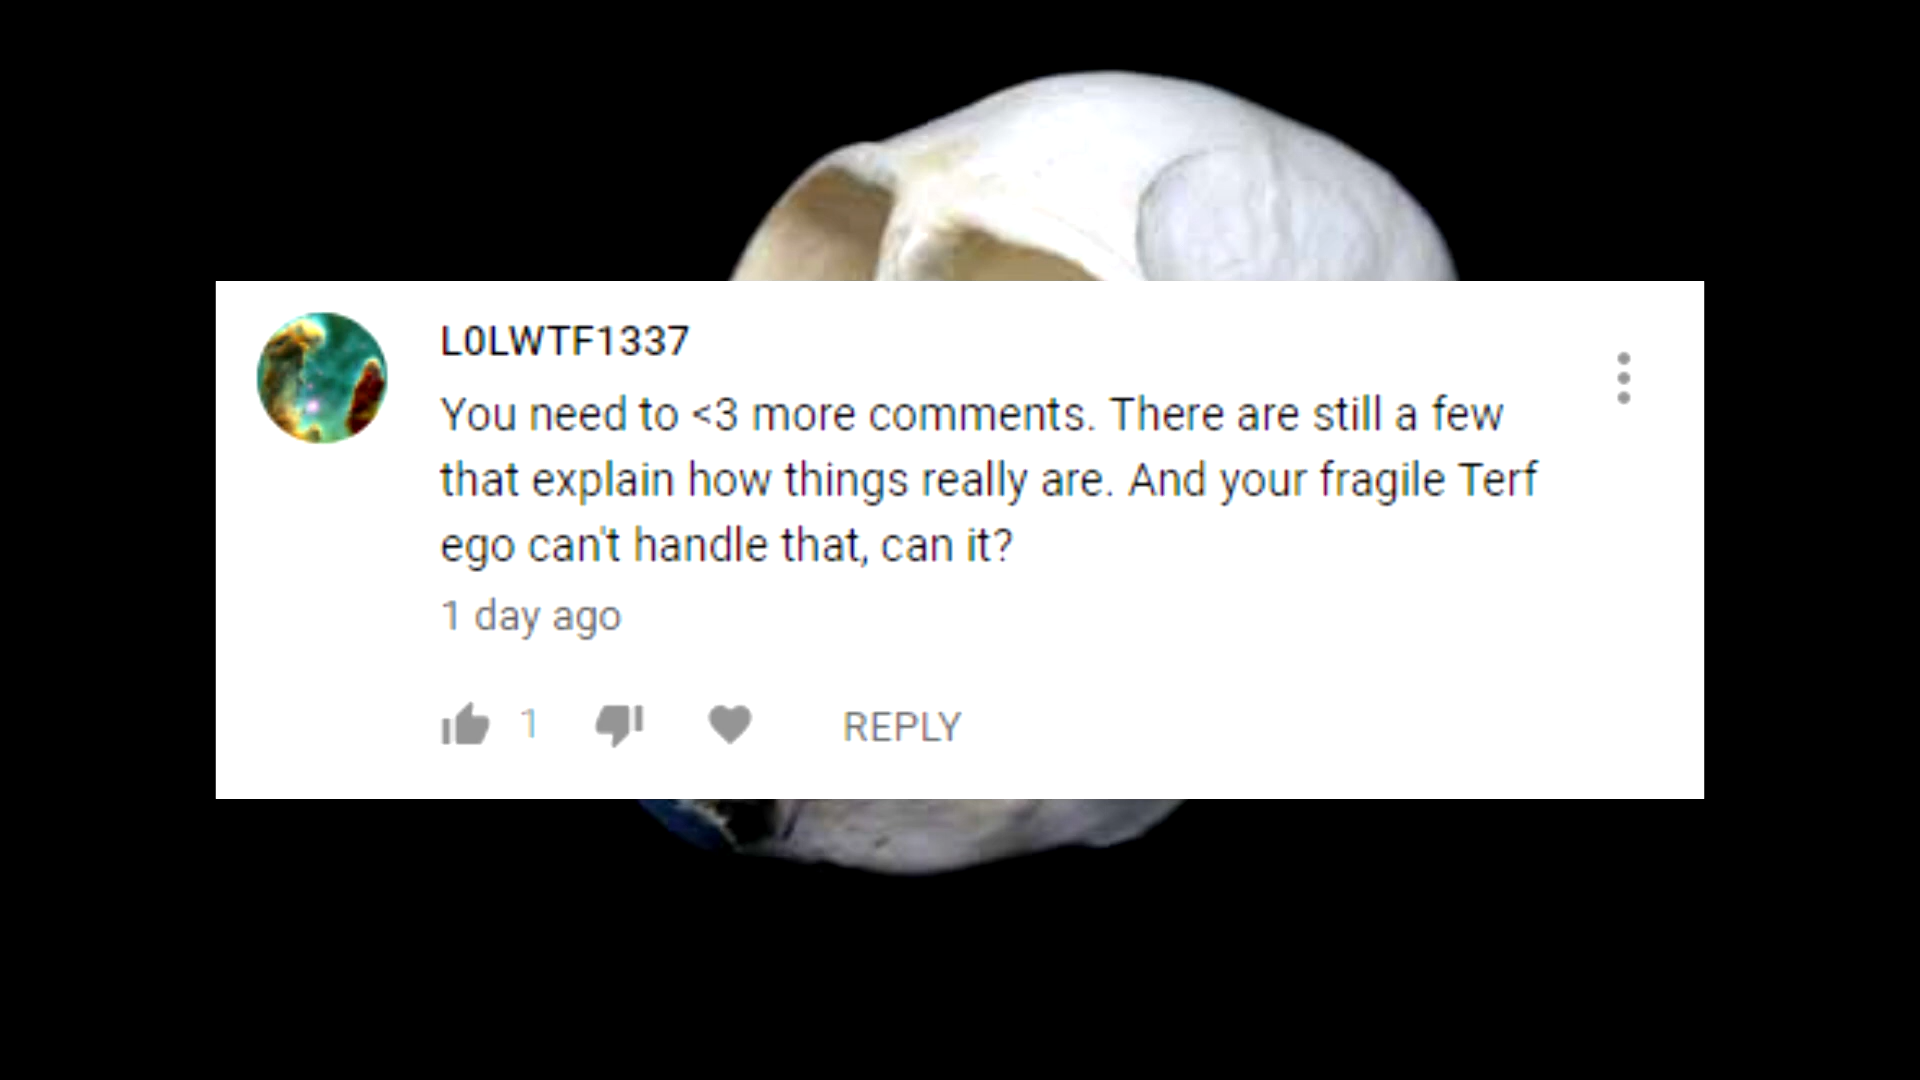 L0LWTF1337
You need to <3 more comments. There are still a few
that explain how things really are. And your fragile Terf
ego can't handle that, can it?
1 day ago
1
REPLY